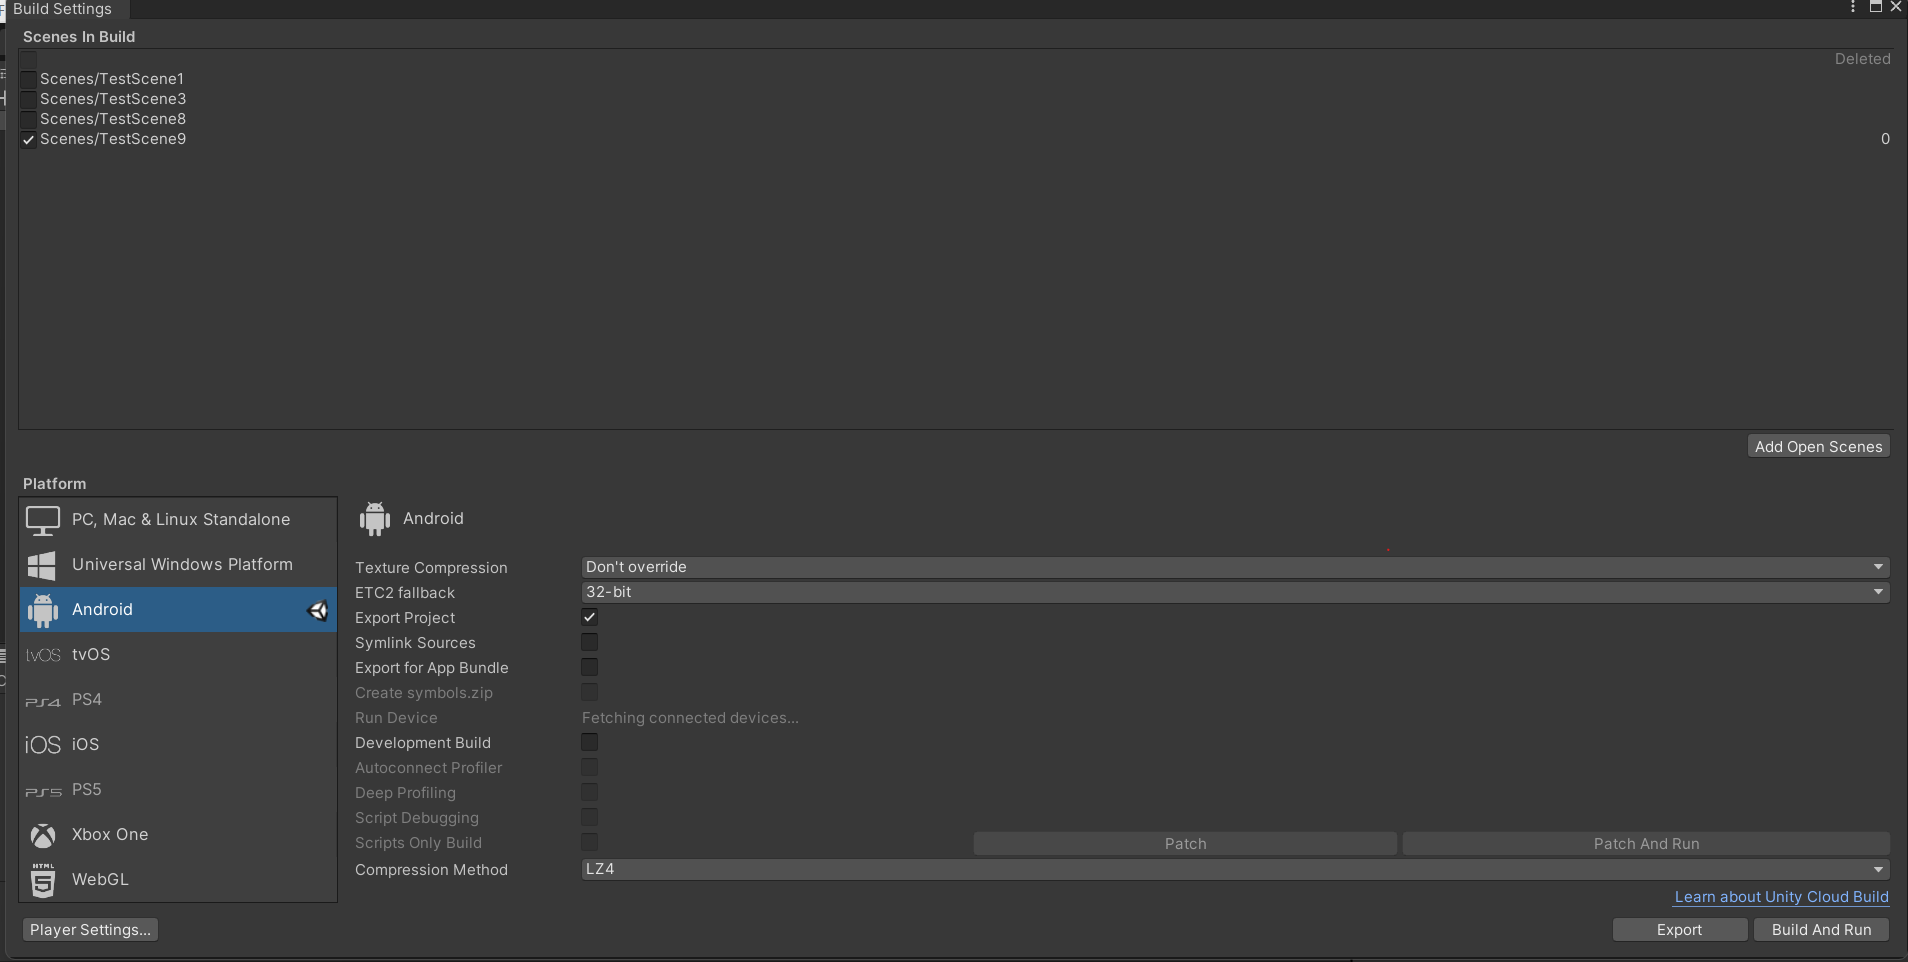 Build Settings
Scenes In Build
Deleted
Scenes/TestScene1
Scenes/TestScene3
Scenes/TestScene8
Scenes/TestScene9 0
Add Open Scenes
Platform
PC, Mac & Linux Standalone
Universal Windows Platform
Android
tvOS tvOS
PS4 PS4
iOS iOS
PS5 PS5
Xbox One
HTML 5 WebGL
Android
Texture Compression Don't override
ETC2 fallback 32-bit
Export Project
Symlink Sources
Export for App Bundle
Create symbols.zip
Run Device Fetching connected devices...
Development Build
Autoconnect Profiler
Deep Profiling
Script Debugging
Scripts Only Build Patch Patch And Run
Compression Method LZ4
Learn about Unity Cloud Build
Player Settings... Export Build And Run